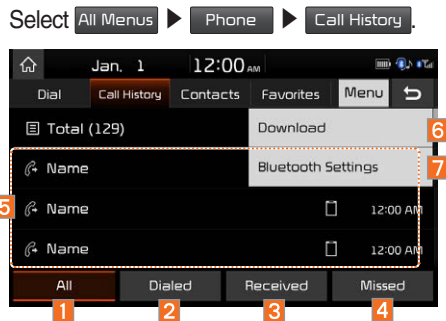 Select All Menus ▶ Phone ▶ Call History.
Jan. 1 12:00 AM
Dial Call History Contacts Favorites Menu
Total (129) Download 6
Name Bluetooth Settings 7
5 Name 12:00 AM
Name 12:00 AM
All Dialed Received Missed
1 2 3 4